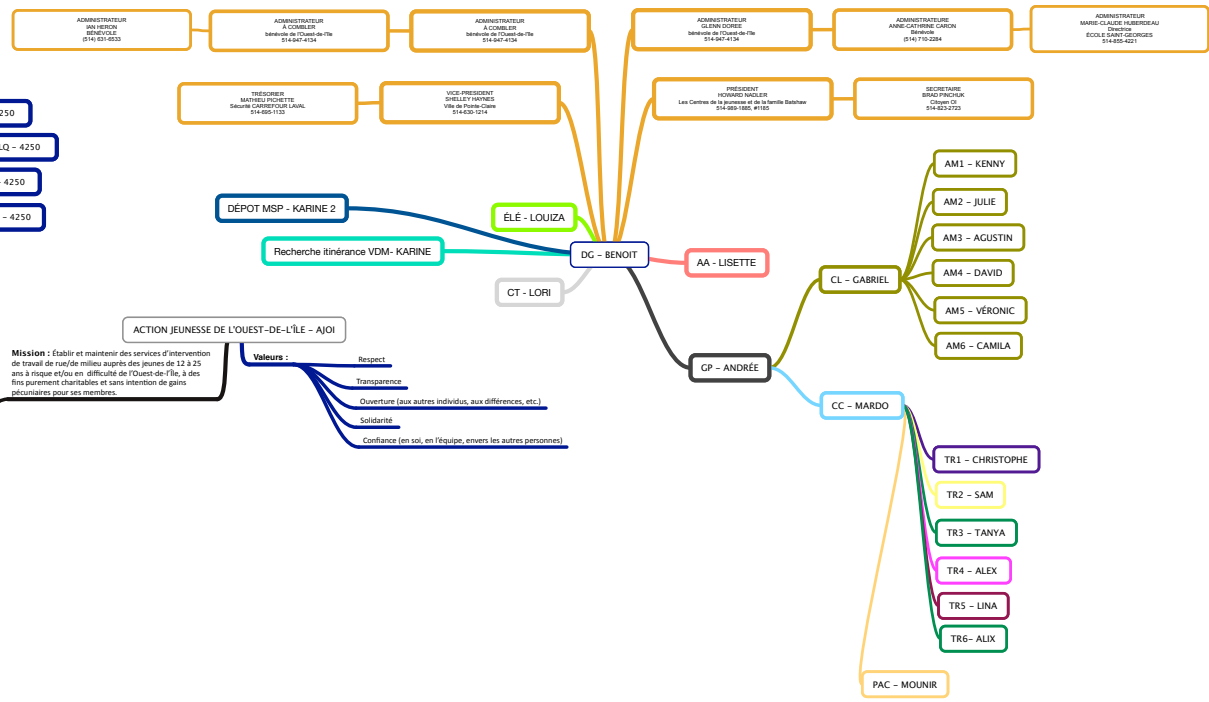 ADMINISTRATEUR
IAN HERON
BÉNÉVOLE
(514) 631-6533
ADMINISTRATEUR
À COMBLER
bénévole de l'Ouest-de-l'île
514-947-4134
ADMINISTRATEUR
À COMBLER
bénévole de l'Ouest-de-l'île
514-947-4134
ADMINISTRATEUR
GLENN DOREE
bénévole de l'Ouest-de-l'île
514-947-4134
ADMINISTRATEURE
ANNE-CATHRINE CARON
Bénévole
(514) 710-2284
ADMINISTRATEUR
MARIE-CLAUDE HUBERDEAU
Directrice
ÉCOLE SAINT-GEORGES
514-855-4221
TRÉSORIER
MATHIEU PICHETTE
Sécurité CARREFOUR LAVAL
514-695-1133
VICE-PRESIDENT
SHELLEY HAYNES
Ville de Pointe-Claire
514-630-1214
PRÉSIDENT
HOWARD NADLER
Les Centres de la jeunesse et de la famille Batshaw
514-989-1885, #1185
SECRETAIRE
BRAD PINCHUK
Citoyen OI
514-823-2723
250
LQ – 4250
– 4250
– 4250
DÉPOT MSP - KARINE 2
ÉLÉ - LOUIZA
Recherche itinérance VDM- KARINE
DG – BENOIT
AA - LISETTE
CT - LORI
CL – GABRIEL
AM1 – KENNY
AM2 – JULIE
AM3 – AGUSTIN
AM4 – DAVID
AM5 – VÉRONIC
AM6 – CAMILA
GP – ANDRÉE
CC – MARDO
TR1 – CHRISTOPHE
TR2 – SAM
TR3 – TANYA
TR4 – ALEX
TR5 – LINA
TR6– ALIX
PAC – MOUNIR
ACTION JEUNESSE DE L'OUEST-DE-L'ÎLE – AJOI
Mission : Établir et maintenir des services d'intervention
de travail de rue/de milieu auprès des jeunes de 12 à 25
ans à risque et/ou en difficulté de l'Ouest-de-l'Île, à des
fins purement charitables et sans intention de gains
pécuniaires pour ses membres.
Valeurs :
Respect
Transparence
Ouverture (aux autres individus, aux différences, etc.)
Solidarité
Confiance (en soi, en l'équipe, envers les autres personnes)